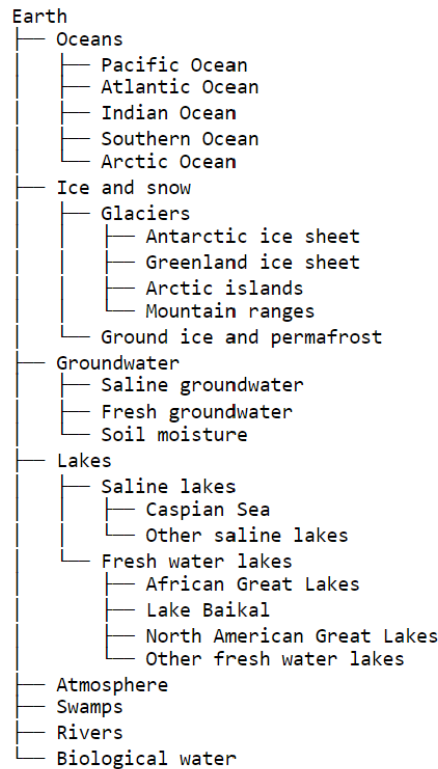 Earth
├── Oceans
│   ├── Pacific Ocean
│   ├── Atlantic Ocean
│   ├── Indian Ocean
│   ├── Southern Ocean
│   └── Arctic Ocean
├── Ice and snow
│   ├── Glaciers
│   │   ├── Antarctic ice sheet
│   │   ├── Greenland ice sheet
│   │   ├── Arctic islands
│   │   └── Mountain ranges
│   └── Ground ice and permafrost
├── Groundwater
│   ├── Saline groundwater
│   ├── Fresh groundwater
│   └── Soil moisture
├── Lakes
│   ├── Saline lakes
│   │   ├── Caspian Sea
│   │   └── Other saline lakes
│   └── Fresh water lakes
│       ├── African Great Lakes
│       ├── Lake Baikal
│       ├── North American Great Lakes
│       └── Other fresh water lakes
├── Atmosphere
├── Swamps
├── Rivers
└── Biological water